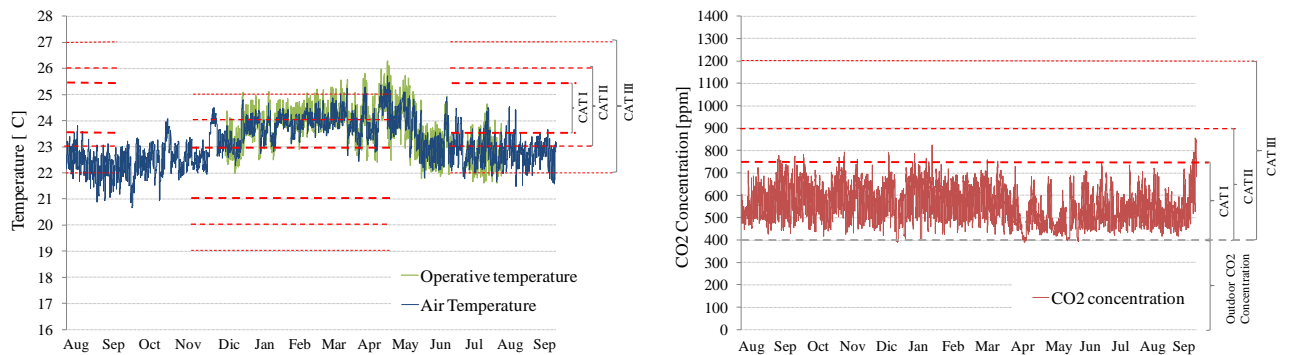 Temperature [ C]
28
27
26
25
24
23
22
21
20
19
18
17
16
Aug Sep Oct Nov Dic Jan Feb Mar Apr May Jun Jul Aug Sep
CAT I
CAT II
CAT III
Operative temperature
Air Temperature
CO2 Concentration [ppm]
1400
1300
1200
1100
1000
900
800
700
600
500
400
300
200
100
0
Aug Sep Oct Nov Dic Jan Feb Mar Apr May Jun Jul Aug Sep
CAT I
CAT II
CAT III
Outdoor CO2
Concentration
CO2 concentration